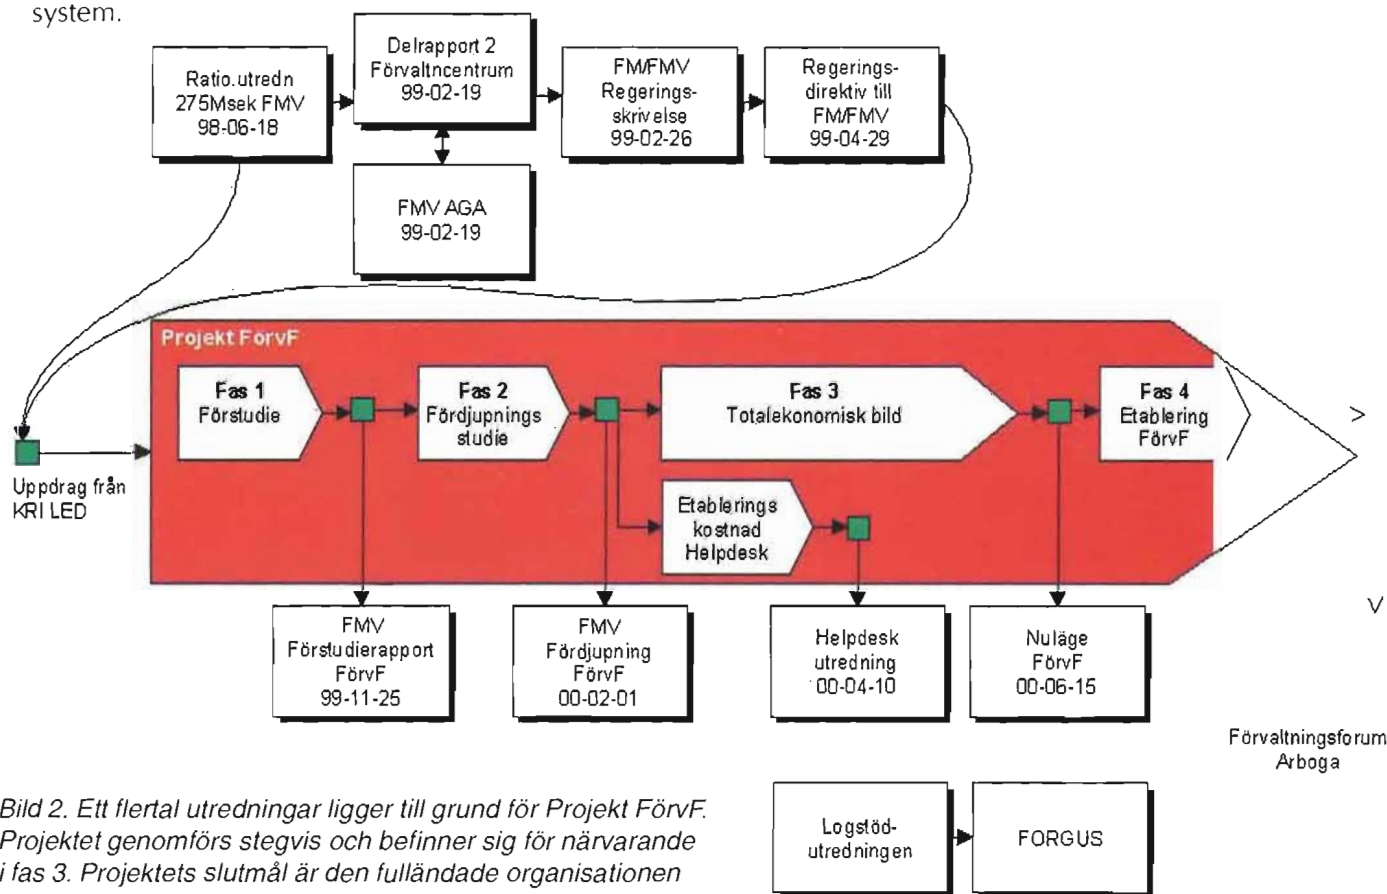 system.
Ratio.utredn
275Msek FMV
98-06-18
Delrapport 2
Förvaltncentrum
99-02-19
FM/FMV
Regerings-
skrivelse
99-02-26
Regerings-
direktiv till
FM/FMV
99-04-29
FMV AGA
99-02-19
Projekt FörvF
Fas 1
Förstudie
Fas 2
Fördjupnings
studie
Fas 3
Totalekonomisk bild
Fas 4
Etablering
FörvF
Uppdrag från
KRI LED
Etablerings
kostnad
Helpdesk
FMV
Förstudierapport
FörvF
99-11-25
FMV
Fördjupning
FörvF
00-02-01
Helpdesk
utredning
00-04-10
Nuläge
FörvF
00-06-15
Förvaltningsforum
Arboga
Bild 2. Ett flertal utredningar ligger till grund för Projekt FörvF.
Projektet genomförs stegvis och befinner sig för närvarande
i fas 3. Projektets slutmål är den fulländade organisationen
Logstöd-
utredningen
FORGUS